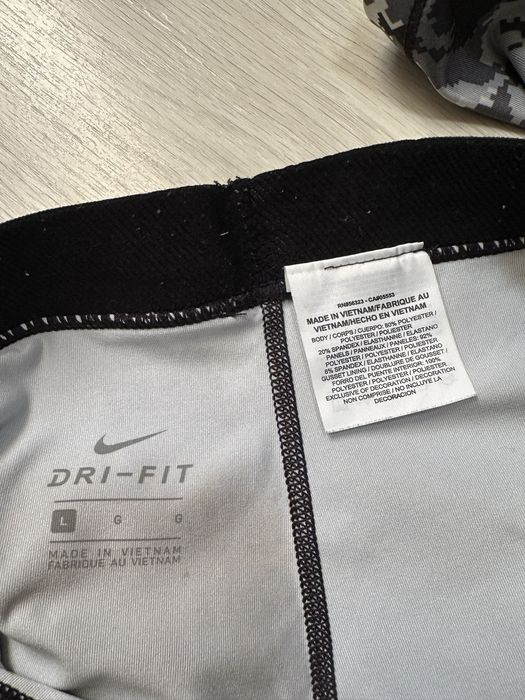 RN#56323 - CA#05553
MADE IN VIETNAM/FABRIQUE AU
VIETNAM/HECHO EN VIETNAM
BODY / CORPS / CUERPO: 80% POLYESTER /
POLYESTER / POLIESTER
20% SPANDEX / ELASTHANNE / ELASTANO
PANELS / PANNEAUX / PANELES: 92%
POLYESTER / POLYESTER / POLIESTER
8% SPANDEX / ELASTHANNE / ELASTANO
GUSSET LINING / DOUBLURE DE GOUSSET /
FORRO DEL PUENTE INTERIOR: 100%
POLYESTER / POLYESTER / POLIESTER
EXCLUSIVE OF DECORATION / DECORATION
NON COMPRISE / NO INCLUYE LA
DECORACION
DRI-FIT
L G G
MADE IN VIETNAM
FABRIQUE AU VIETNAM